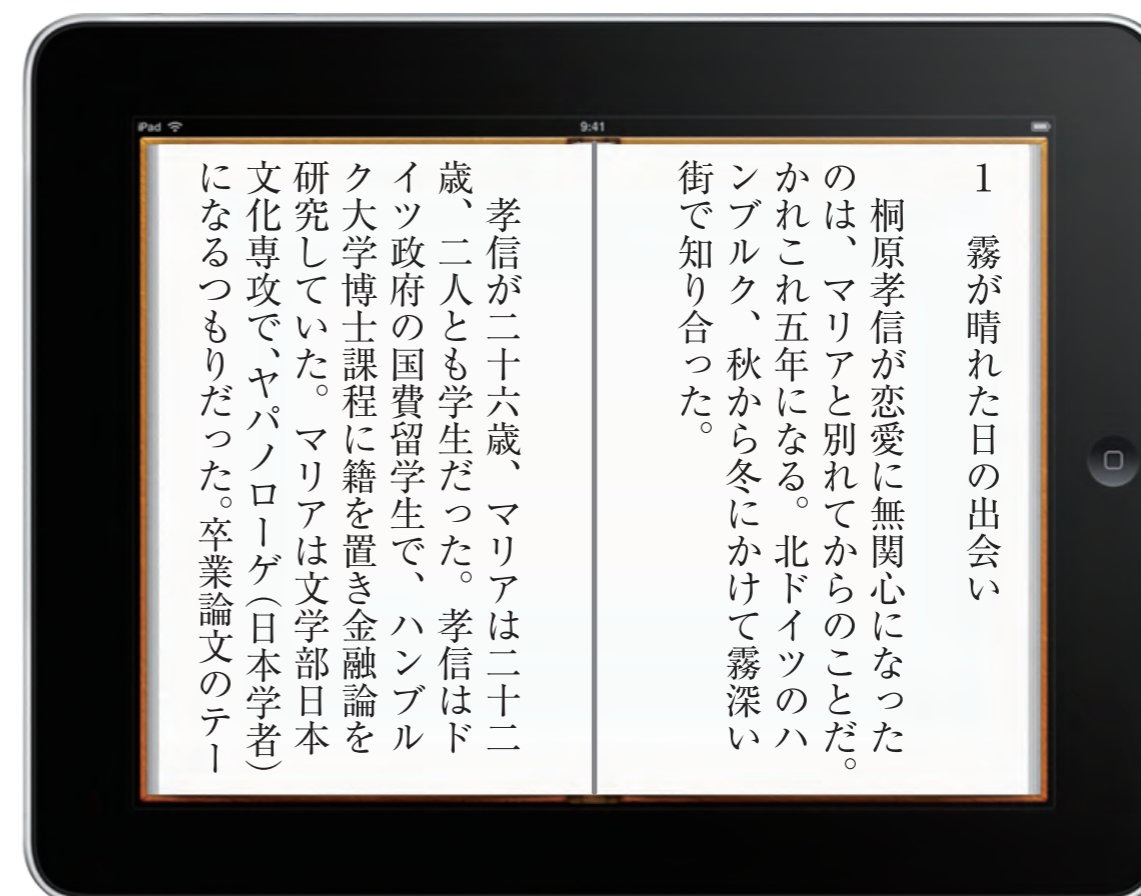 iPad
9:41
1 霧が晴れた日の出会い
桐原孝信が恋愛に無関心になった
のは、マリアと別れてからのことだ。
かれこれ五年になる。北ドイツのハ
ンブルク、秋から冬にかけて霧深い
街で知り合った。
孝信が二十六歳、マリアは二十二
歳、二人とも学生だった。孝信はド
イツ政府の国費留学生で、ハンブル
ク大学博士課程に籍を置き金融論を
研究していた。マリアは文学部日本
文化専攻で、ヤパノローゲ（日本学者）
になるつもりだった。卒業論文のテー